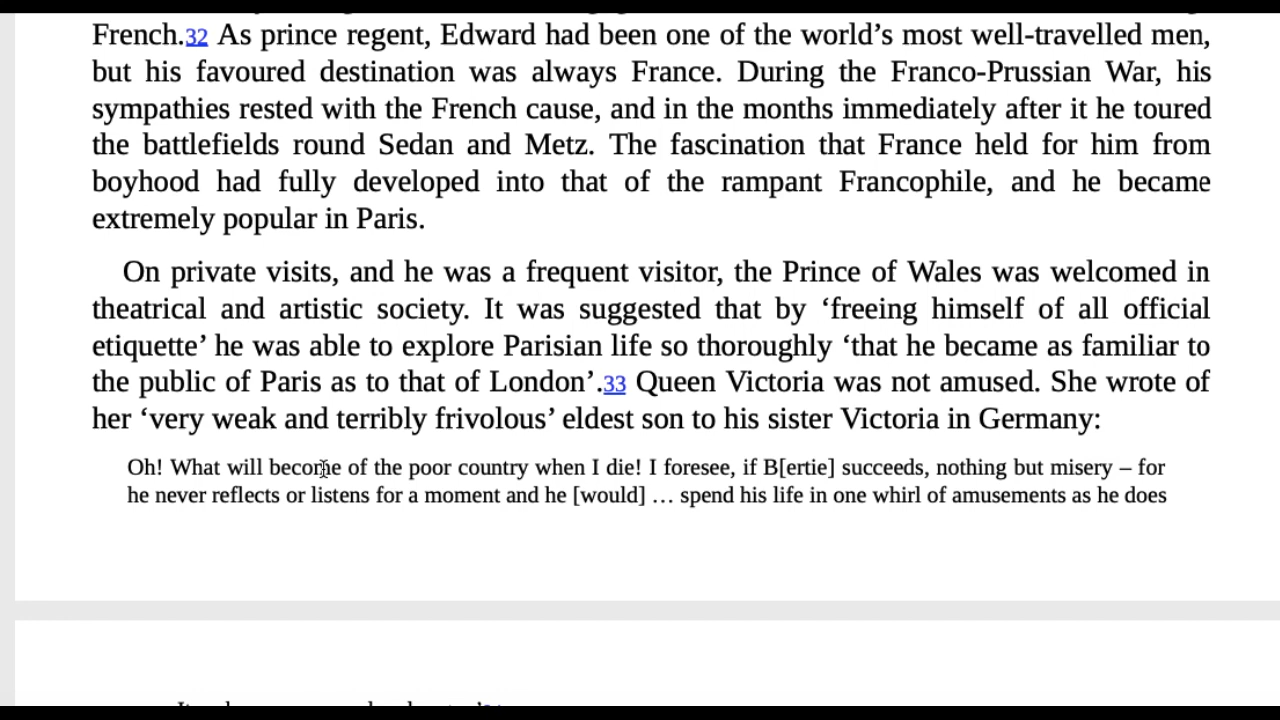 French.32 As prince regent, Edward had been one of the world’s most well-travelled men,
but his favoured destination was always France. During the Franco-Prussian War, his
sympathies rested with the French cause, and in the months immediately after it he toured
the battlefields round Sedan and Metz. The fascination that France held for him from
boyhood had fully developed into that of the rampant Francophile, and he became
extremely popular in Paris.
On private visits, and he was a frequent visitor, the Prince of Wales was welcomed in
theatrical and artistic society. It was suggested that by ‘freeing himself of all official
etiquette’ he was able to explore Parisian life so thoroughly ‘that he became as familiar to
the public of Paris as to that of London’.33 Queen Victoria was not amused. She wrote of
her ‘very weak and terribly frivolous’ eldest son to his sister Victoria in Germany:
Oh! What will become of the poor country when I die! I foresee, if B[ertie] succeeds, nothing but misery – for
he never reflects or listens for a moment and he [would] … spend his life in one whirl of amusements as he does